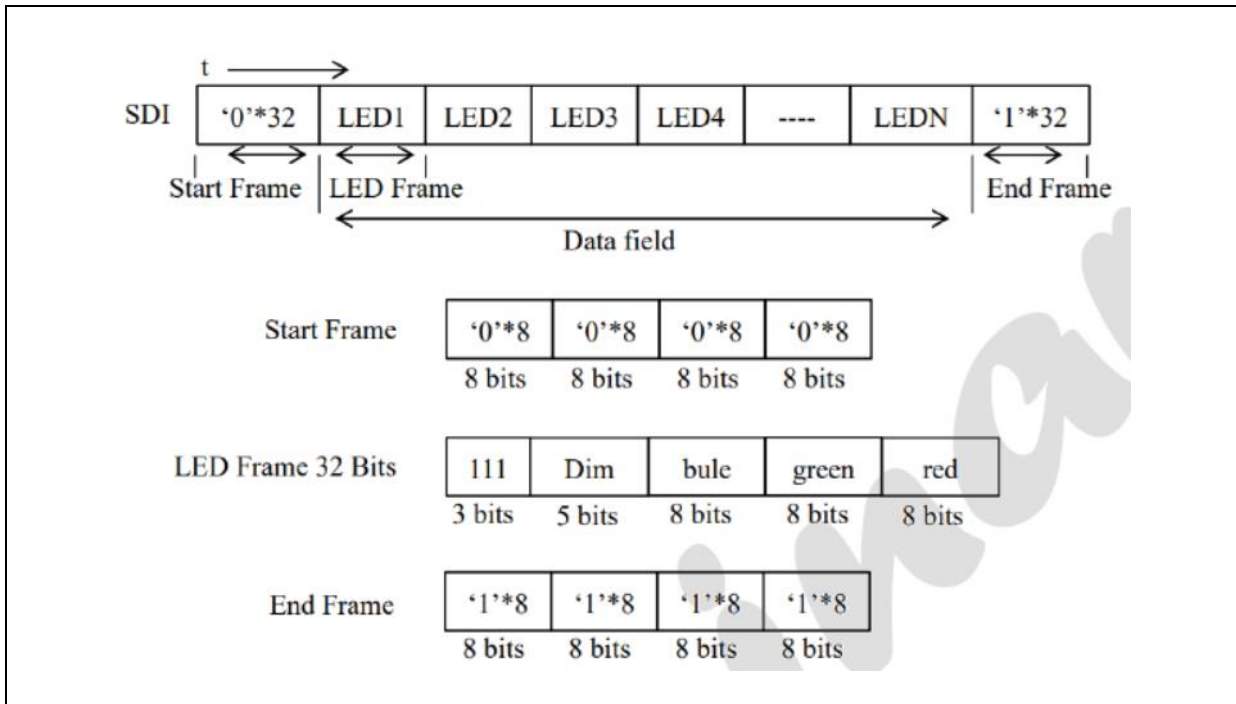 t
SDI ‘0’*32 LED1 LED2 LED3 LED4 ---- LEDN ‘1’*32
Start Frame LED Frame End Frame
Data field
Start Frame ‘0’*8 ‘0’*8 ‘0’*8 ‘0’*8
8 bits 8 bits 8 bits 8 bits
LED Frame 32 Bits 111 Dim bule green red
3 bits 5 bits 8 bits 8 bits 8 bits
End Frame ‘1’*8 ‘1’*8 ‘1’*8 ‘1’*8
8 bits 8 bits 8 bits 8 bits